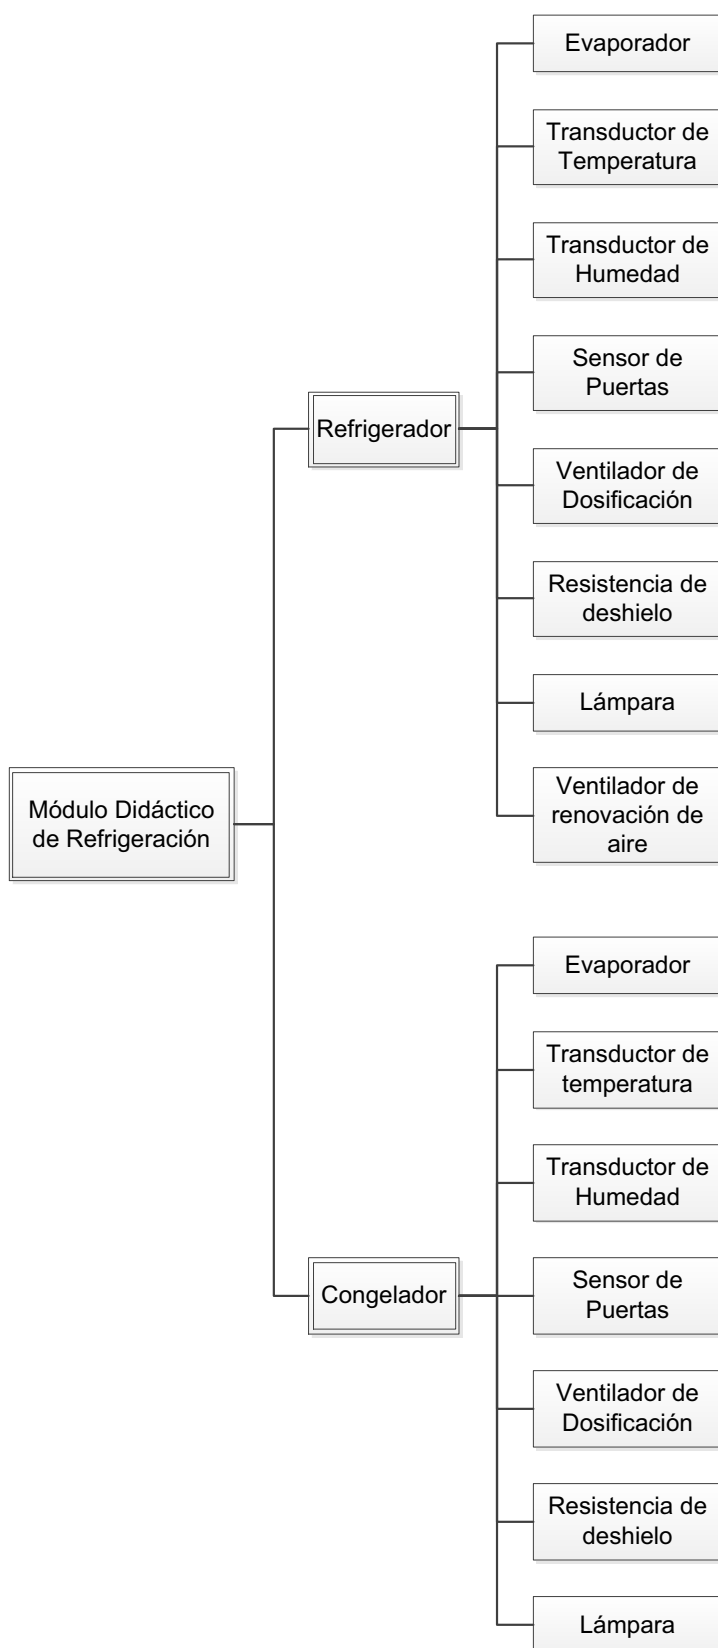 Módulo Didáctico
de Refrigeración
Refrigerador
Evaporador
Transductor de
Temperatura
Transductor de
Humedad
Sensor de
Puertas
Ventilador de
Dosificación
Resistencia de
deshielo
Lámpara
Ventilador de
renovación de
aire
Congelador
Evaporador
Transductor de
temperatura
Transductor de
Humedad
Sensor de
Puertas
Ventilador de
Dosificación
Resistencia de
deshielo
Lámpara